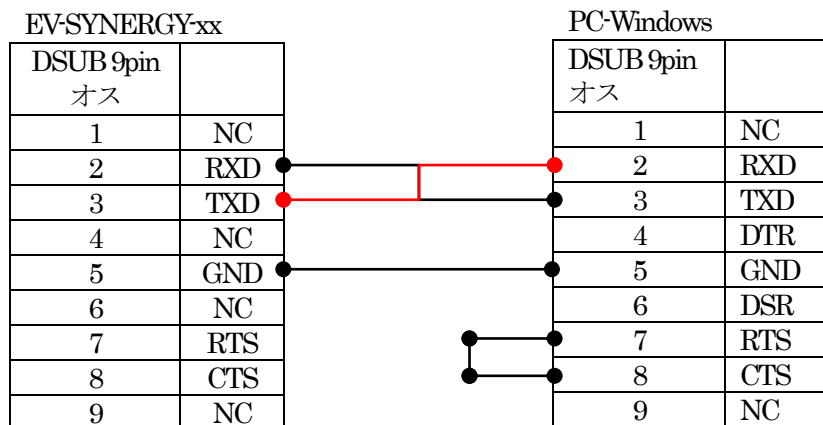 EV-SYNERGY-xx
DSUB 9pin
オス
1 NC
2 RXD
3 TXD
4 NC
5 GND
6 NC
7 RTS
8 CTS
9 NC
PC-Windows
DSUB 9pin
オス
1 NC
2 RXD
3 TXD
4 DTR
5 GND
6 DSR
7 RTS
8 CTS
9 NC